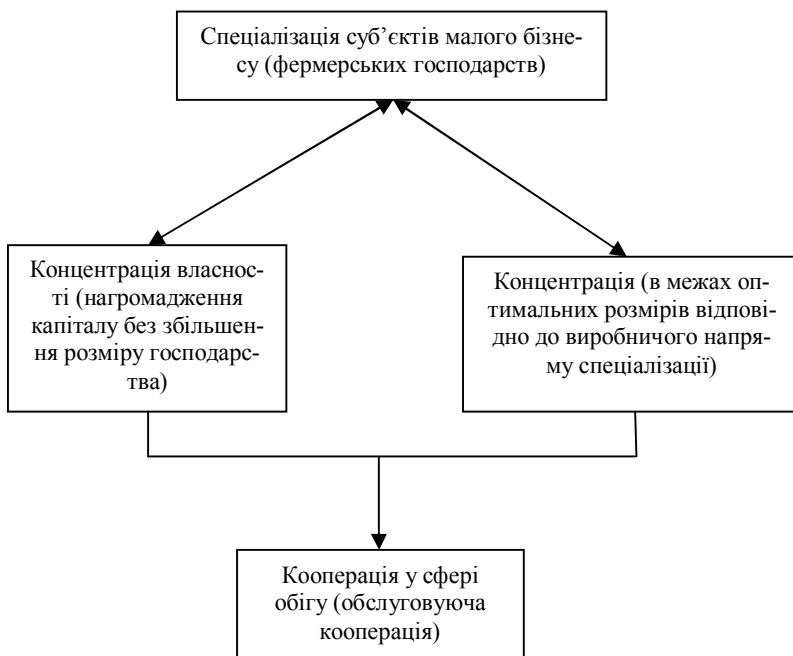 Спеціалізація суб’єктів малого бізне-
су (фермерських господарств)
Концентрація власнос-
ті (нагромадження
капіталу без збільшен-
ня розміру господарс-
тва)
Концентрація (в межах оп-
тимальних розмірів відпові-
дно до виробничого напря-
му спеціалізації)
Кооперація у сфері
обігу (обслуговуюча
кооперація)